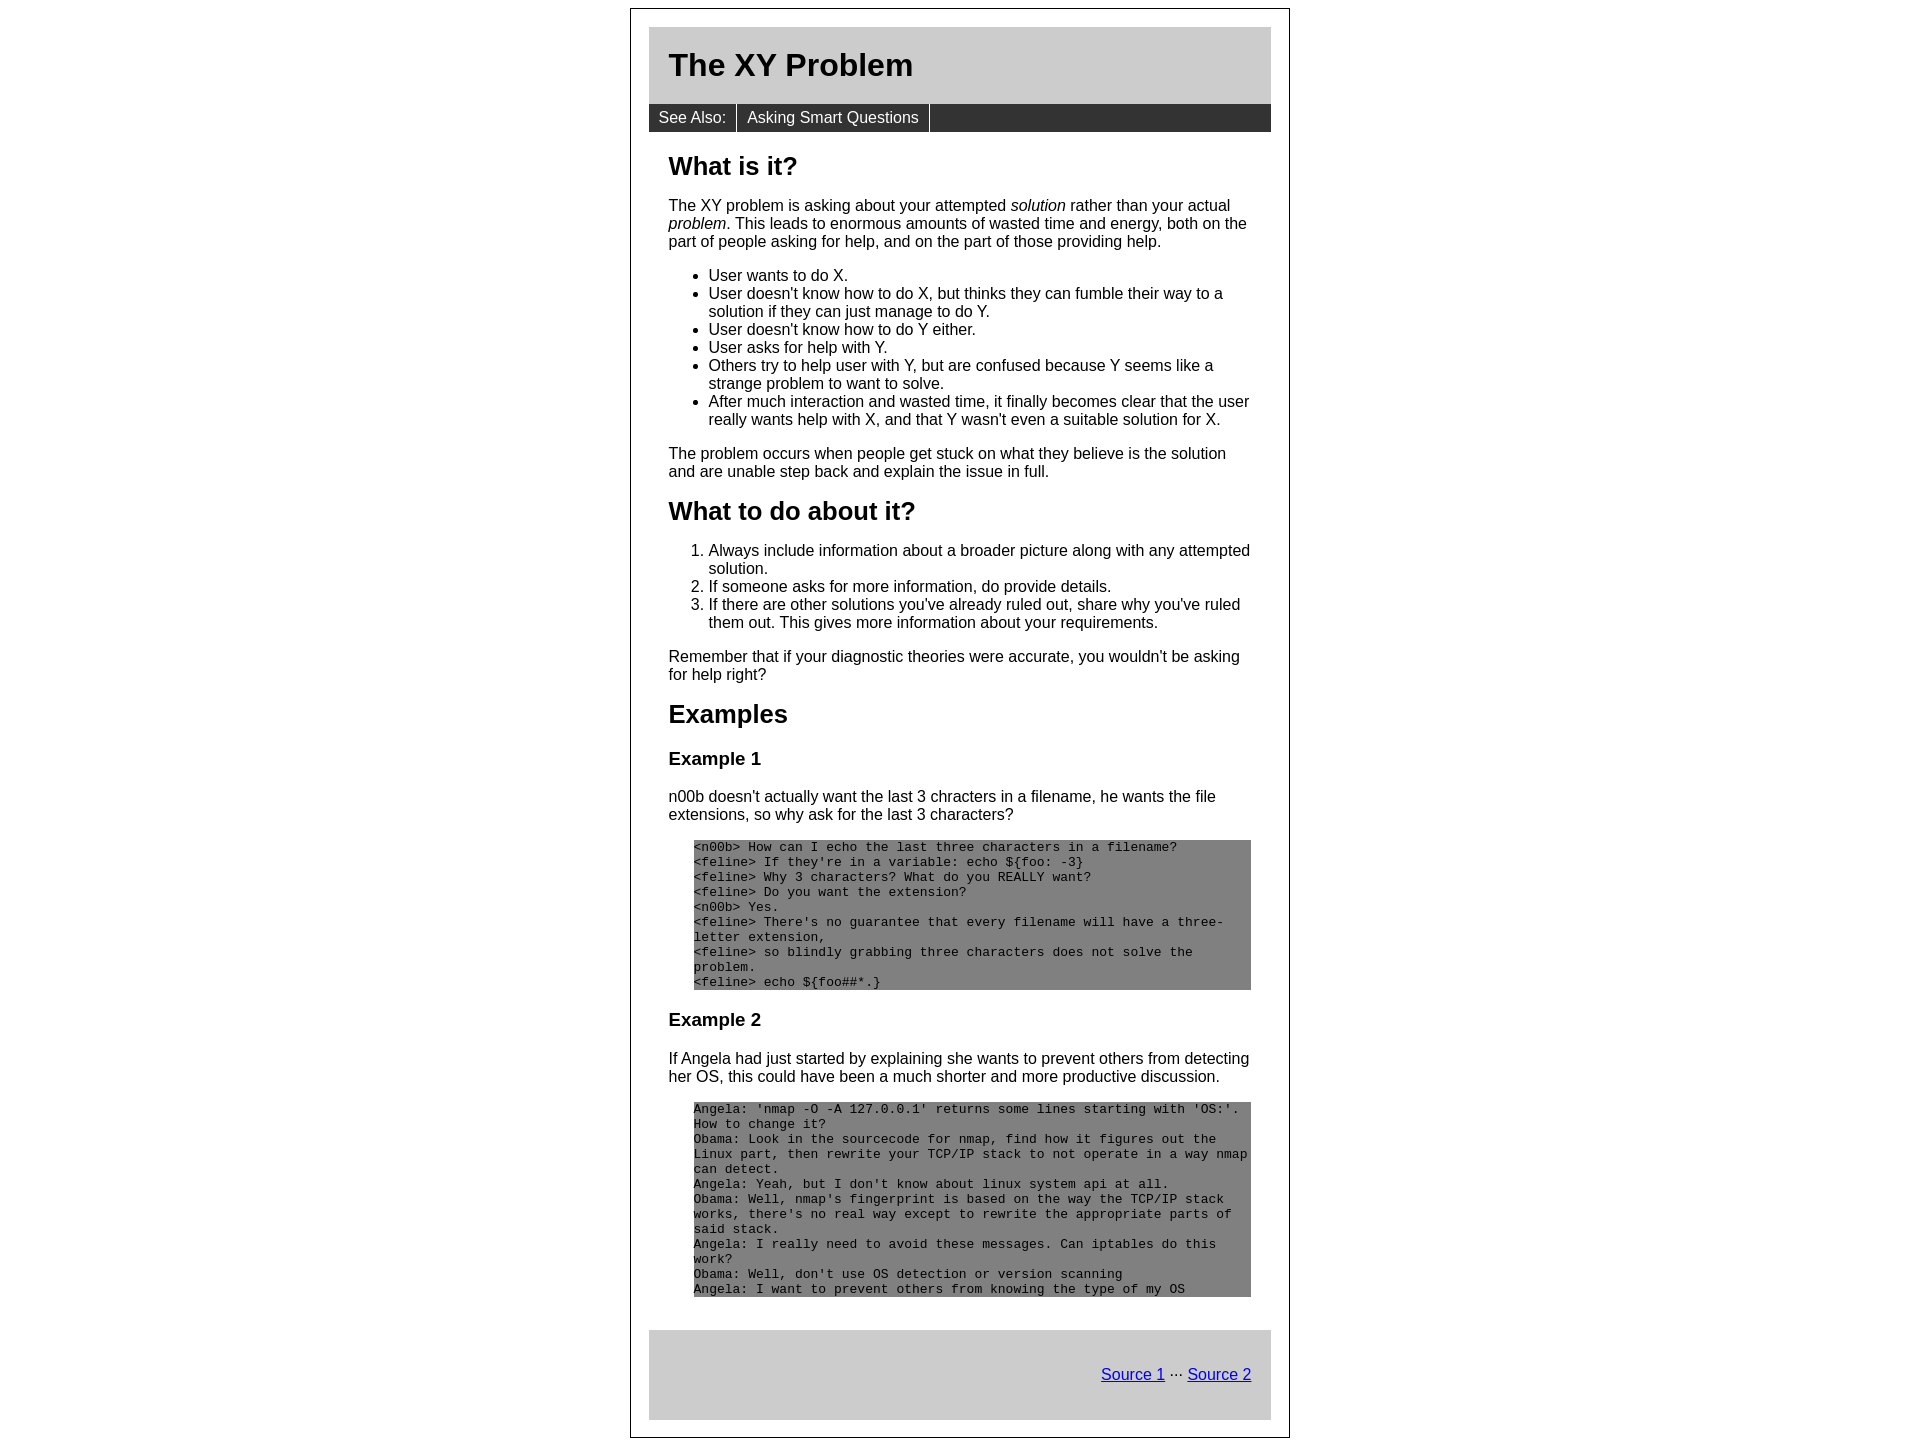 The XY Problem
See Also:
Asking Smart Questions
What is it?
The XY problem is asking about your attempted solution rather than your actual
problem. This leads to enormous amounts of wasted time and energy, both on the
part of people asking for help, and on the part of those providing help.
• User wants to do X.
• User doesn't know how to do X, but thinks they can fumble their way to a
solution if they can just manage to do Y.
• User doesn't know how to do Y either.
• User asks for help with Y.
• Others try to help user with Y, but are confused because Y seems like a
strange problem to want to solve.
• After much interaction and wasted time, it finally becomes clear that the user
really wants help with X, and that Y wasn't even a suitable solution for X.
The problem occurs when people get stuck on what they believe is the solution
and are unable step back and explain the issue in full.
What to do about it?
1. Always include information about a broader picture along with any attempted
solution.
2. If someone asks for more information, do provide details.
3. If there are other solutions you've already ruled out, share why you've ruled
them out. This gives more information about your requirements.
Remember that if your diagnostic theories were accurate, you wouldn't be asking
for help right?
Examples
Example 1
n00b doesn't actually want the last 3 chracters in a filename, he wants the file
extensions, so why ask for the last 3 characters?
<n00b> How can I echo the last three characters in a filename?
<feline> If they're in a variable: echo ${foo: -3}
<feline> Why 3 characters? What do you REALLY want?
<feline> Do you want the extension?
<n00b> Yes.
<feline> There's no guarantee that every filename will have a three-
letter extension,
<feline> so blindly grabbing three characters does not solve the
problem.
<feline> echo ${foo##*.}
Example 2
If Angela had just started by explaining she wants to prevent others from detecting
her OS, this could have been a much shorter and more productive discussion.
Angela: 'nmap -O -A 127.0.0.1' returns some lines starting with 'OS:'.
How to change it?
Obama: Look in the sourcecode for nmap, find how it figures out the
Linux part, then rewrite your TCP/IP stack to not operate in a way nmap
can detect.
Angela: Yeah, but I don't know about linux system api at all.
Obama: Well, nmap's fingerprint is based on the way the TCP/IP stack
works, there's no real way except to rewrite the appropriate parts of
said stack.
Angela: I really need to avoid these messages. Can iptables do this
work?
Obama: Well, don't use OS detection or version scanning
Angela: I want to prevent others from knowing the type of my OS
Source 1 ··· Source 2